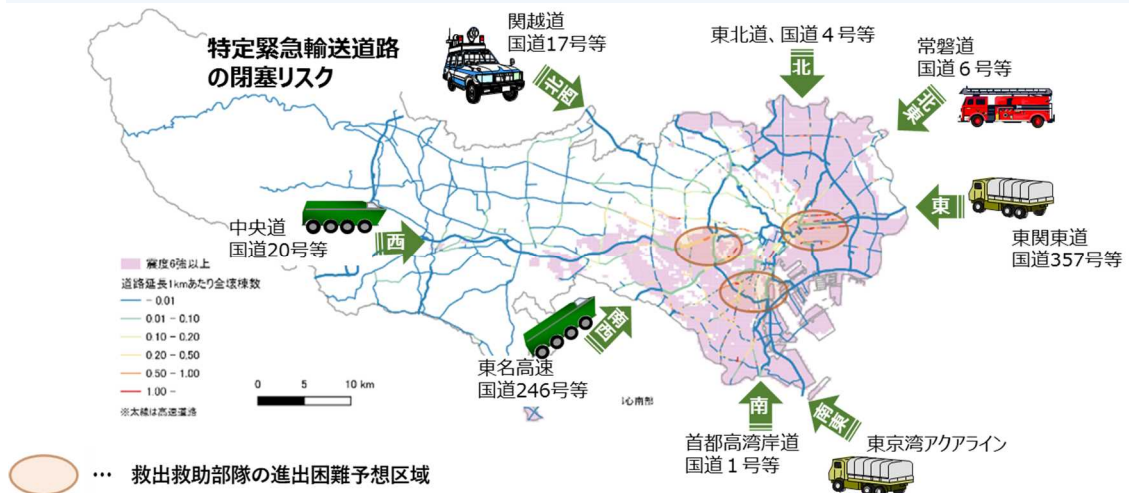 特定緊急輸送道路
の閉塞リスク
関越道
国道17号等
北西
東北道、国道4号等
北
常磐道
国道6号等
北東
東
東関東道
国道357号等
中央道
国道20号等
西
震度6強以上
道路延長1kmあたり全壊棟数
- 0.01
0.01 - 0.10
0.10 - 0.20
0.20 - 0.50
0.50 - 1.00
1.00 -
※太線は高速道路
0 5 10 km
南西
東名高速
国道246号等
心南部
南
首都高湾岸道
国道1号等
南東
東京湾アクアライン
… 救出救助部隊の進出困難予想区域